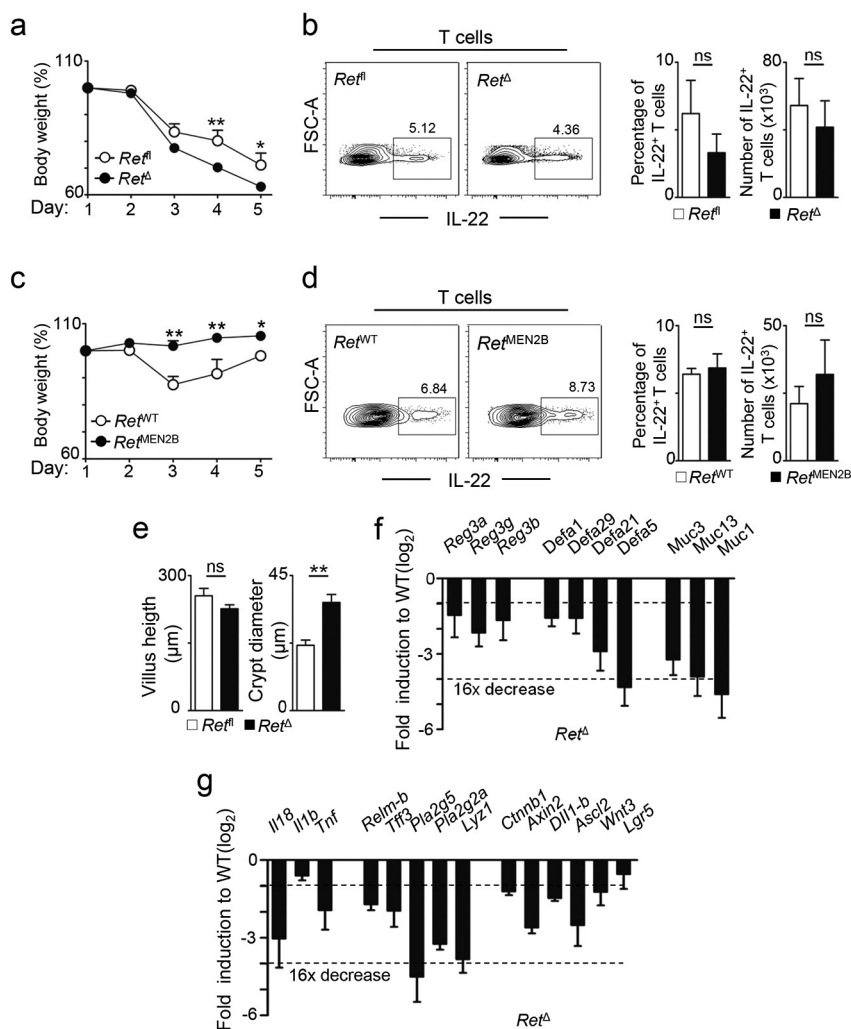 a
Body weight (%)
110
60
Ret^fl
Ret^Δ
**
*
Day: 1 2 3 4 5
b
T cells
Ret^fl
Ret^Δ
FSC-A
5.12
4.36
IL-22
Percentage of
IL-22+ T cells
10
0
ns
Number of IL-22+
T cells (x10³)
80
0
ns
Ret^fl
Ret^Δ
c
Body weight (%)
110
60
** ** *
Ret^WT
Ret^MEN2B
Day: 1 2 3 4 5
d
T cells
Ret^WT
Ret^MEN2B
FSC-A
6.84
8.73
IL-22
Percentage of
IL-22+ T cells
10
0
ns
Number of IL-22+
T cells (x10³)
50
0
ns
Ret^WT
Ret^MEN2B
e
Villus heigth
(µm)
300
0
ns
Crypt diameter
(µm)
45
0
**
Ret^fl
Ret^Δ
f
Reg3a
Reg3g
Reg3b
Defa1
Defa29
Defa21
Defa5
Muc3
Muc13
Muc1
Fold induction to WT(log₂)
0
-3
-6
16x decrease
Ret^Δ
g
Il18
Il1b
Tnf
Relm-b
Tff3
Pla2g5
Pla2g2a
Lyz1
Ctnnb1
Axin2
Dll1-b
Ascl2
Wnt3
Lgr5
Fold induction to WT(log₂)
0
-3
-6
16x decrease
Ret^Δ